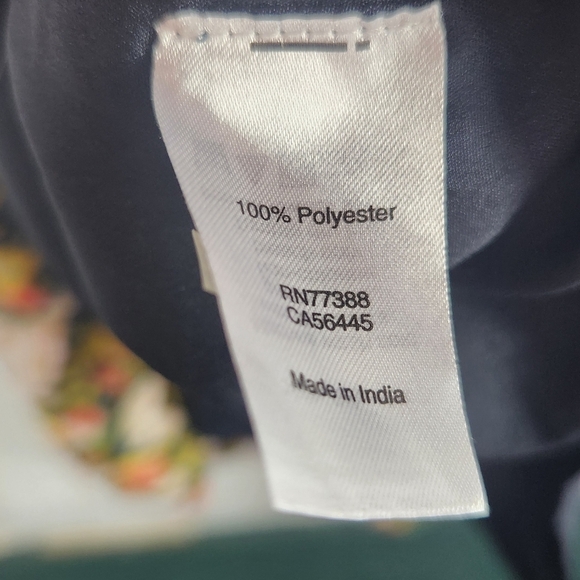 100% Polyester
RN77388
CA56445
Made in India